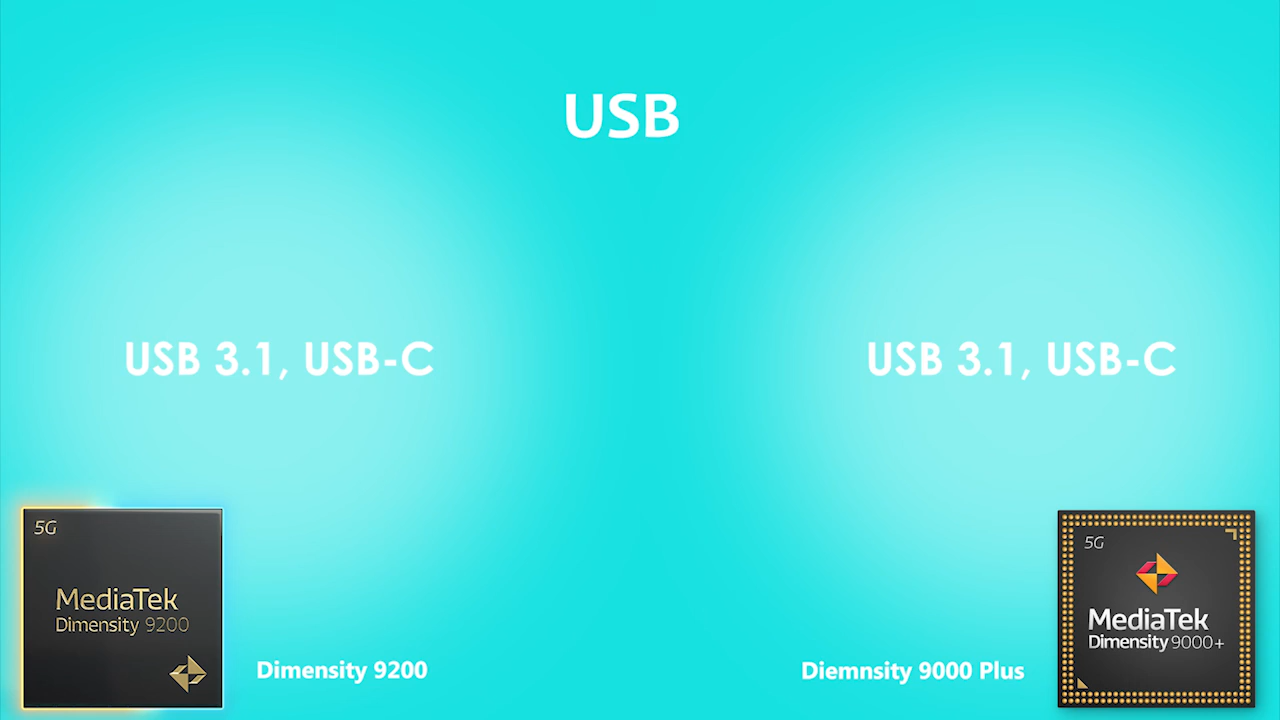 USB
USB 3.1, USB-C
USB 3.1, USB-C
5G
MediaTek
Dimensity 9200
Dimensity 9200
Diemnsity 9000 Plus
5G
MediaTek
Dimensity 9000+